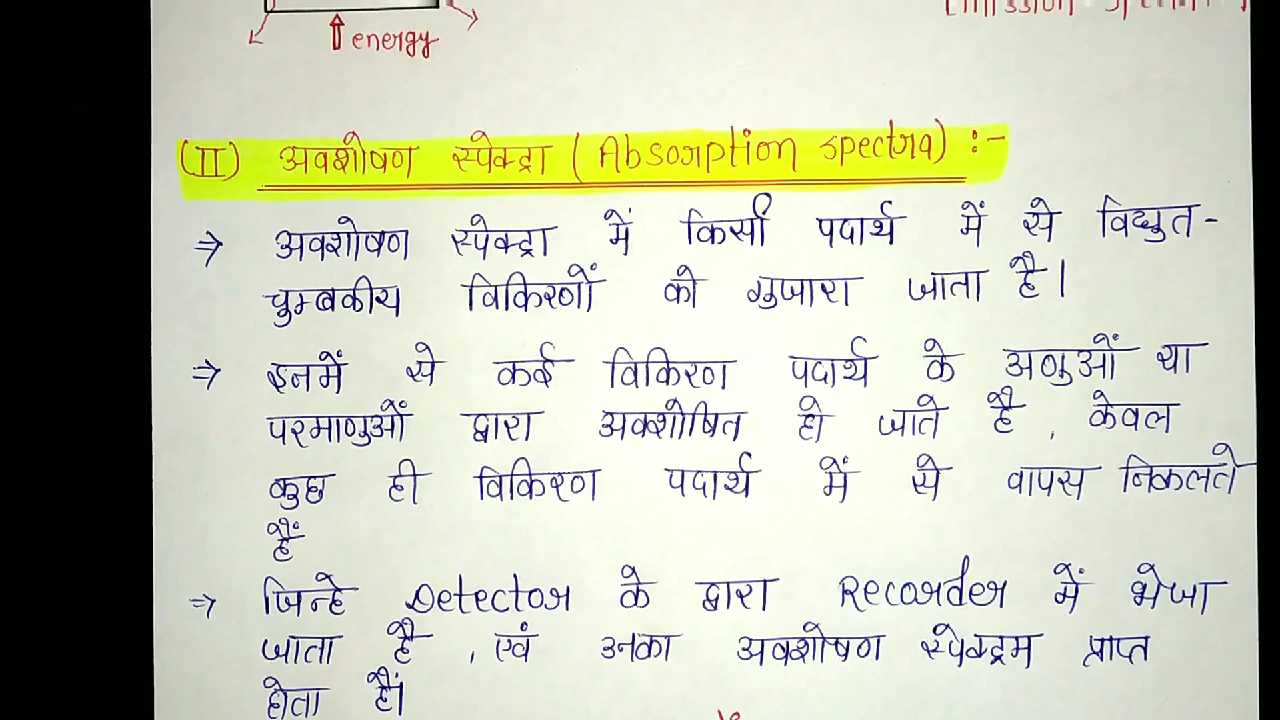 energy
(II) अवशोषण स्पेक्ट्रा (Absorption spectra) :-
⇒ अवशोषण स्पेक्ट्रा में किसी पदार्थ में से विद्युत-
चुम्बकीय विकिरणों को गुजारा जाता है।
⇒ इनमें से कई विकिरण पदार्थ के अणुओं या
परमाणुओं द्वारा अवशोषित हो जाते है, केवल
कुछ ही विकिरण पदार्थ में से वापस निकलते
हैं
⇒ जिन्हे Detector के द्वारा Recorder में भेजा
जाता है, एवं उनका अवशोषण स्पेक्ट्रम प्राप्त
होता हैं।